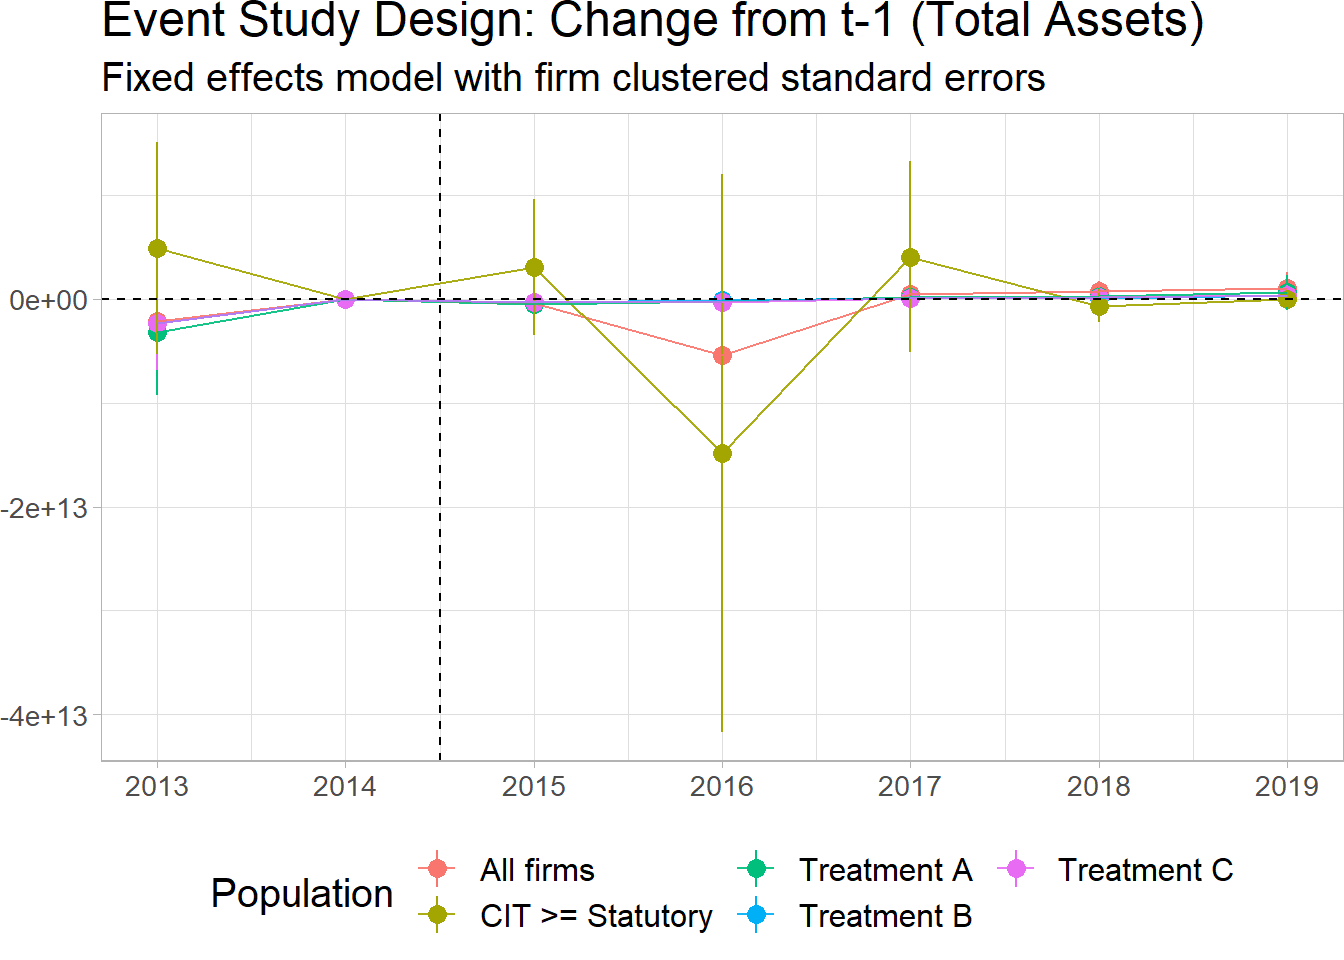 Event Study Design: Change from t-1 (Total Assets)
Fixed effects model with firm clustered standard errors
0e+00
-2e+13
-4e+13
2013 2014 2015 2016 2017 2018 2019
Population
All firms
CIT >= Statutory
Treatment A
Treatment B
Treatment C